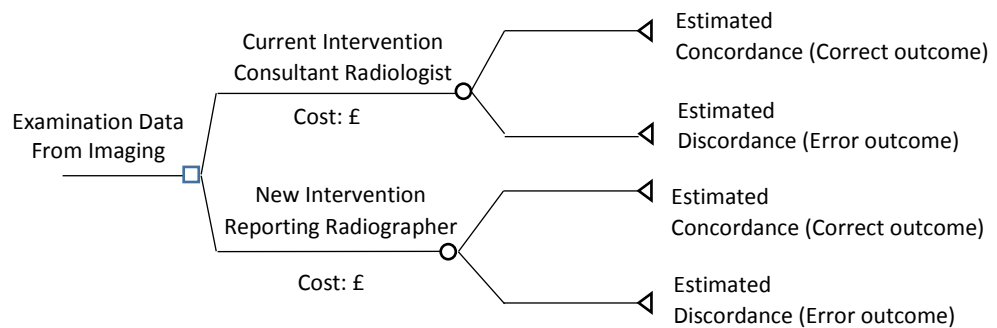 Examination Data
From Imaging
Current Intervention
Consultant Radiologist
Cost: £
Estimated
Concordance (Correct outcome)
Estimated
Discordance (Error outcome)
New Intervention
Reporting Radiographer
Cost: £
Estimated
Concordance (Correct outcome)
Estimated
Discordance (Error outcome)